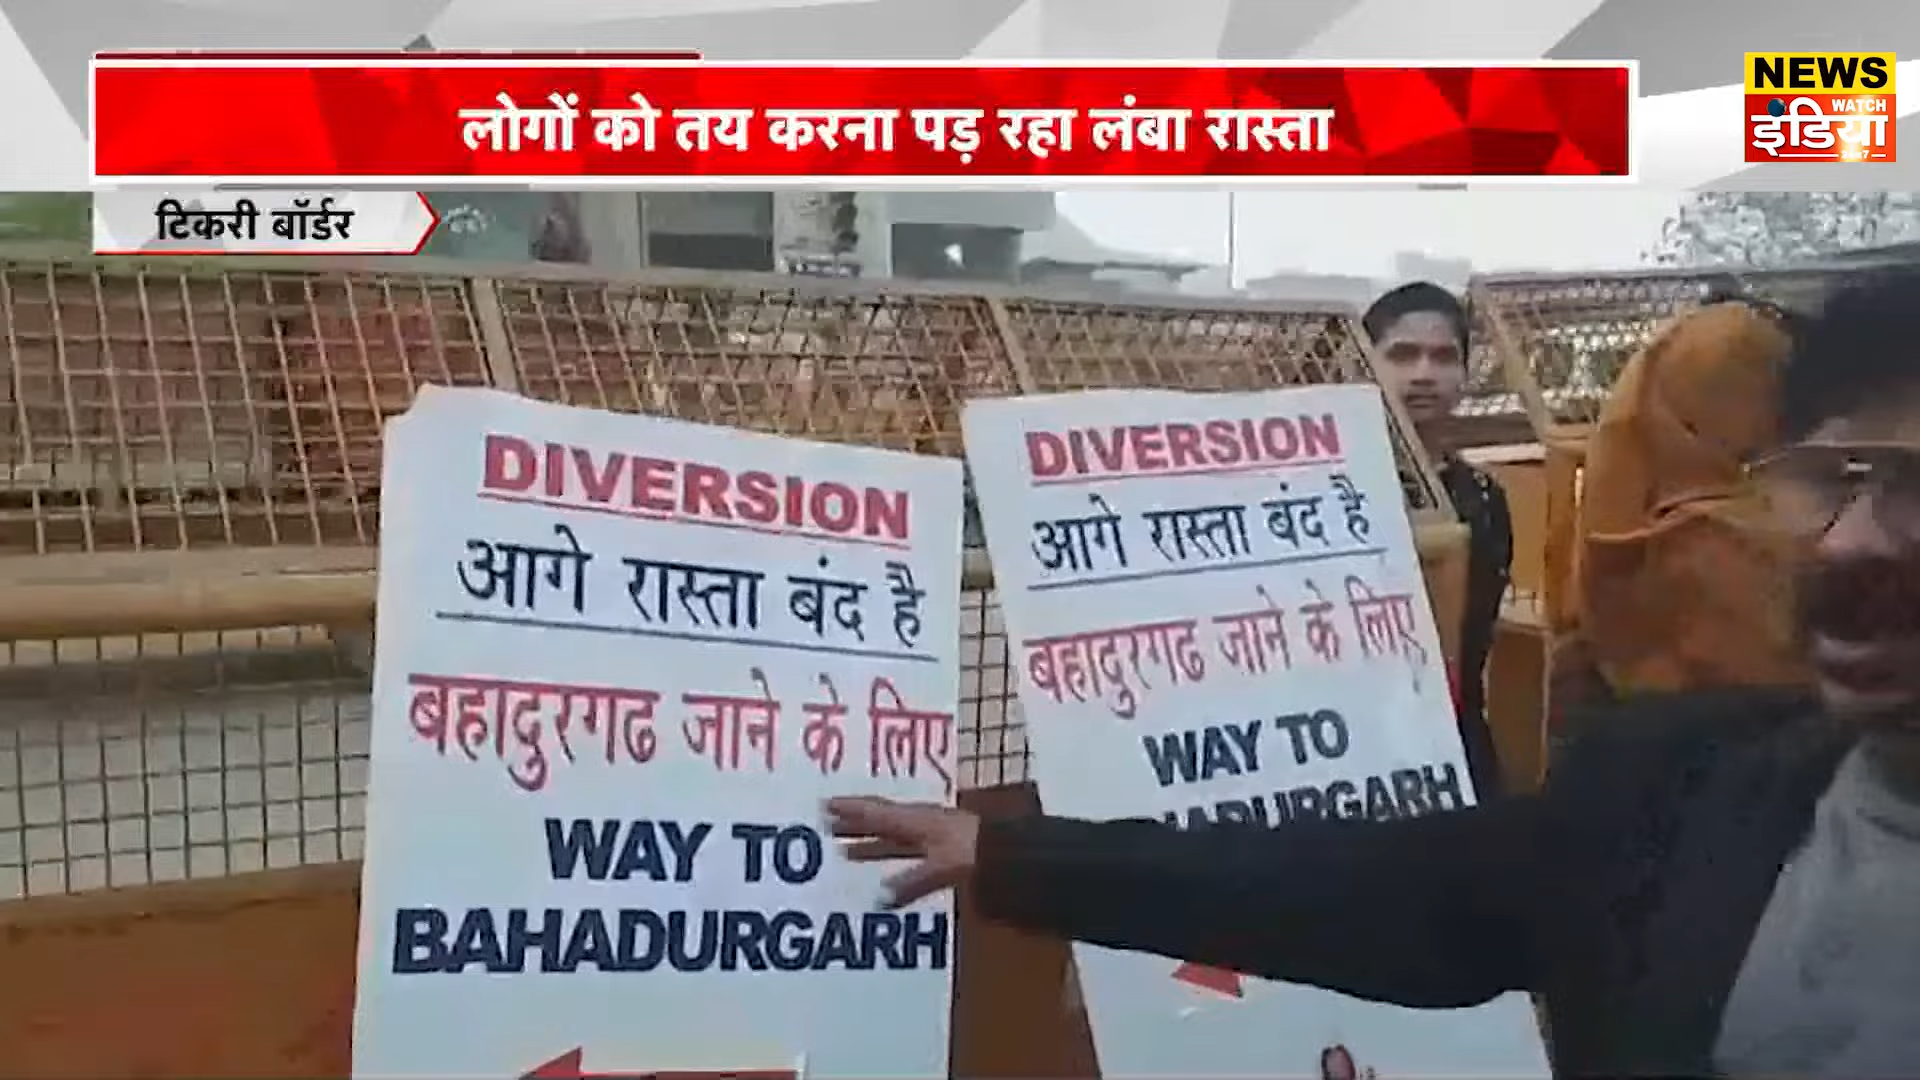 लोगों को तय करना पड़ रहा लंबा रास्ता
NEWS
WATCH
इंडिया
टिकरी बॉर्डर
DIVERSION
आगे रास्ता बंद है
बहादुरगढ जाने के लिए
WAY TO
BAHADURGARH
DIVERSION
आगे रास्ता बंद है
बहादुरगढ जाने के लिए
WAY TO